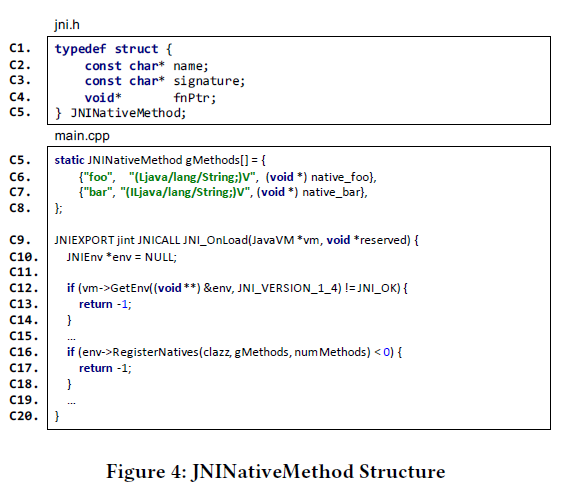 jni.h
C1. typedef struct {
C2. const char* name;
C3. const char* signature;
C4. void* fnPtr;
C5. } JNINativeMethod;
main.cpp
C5. static JNINativeMethod gMethods[] = {
C6. {"foo", "(Ljava/lang/String;)V", (void *) native_foo},
C7. {"bar", "(ILjava/lang/String;)V", (void *) native_bar},
C8. };
C9. JNIEXPORT jint JNICALL JNI_OnLoad(JavaVM *vm, void *reserved) {
C10. JNIEnv *env = NULL;
C11.
C12. if (vm->GetEnv((void **) &env, JNI_VERSION_1_4) != JNI_OK) {
C13. return -1;
C14. }
C15. ...
C16. if (env->RegisterNatives(clazz, gMethods, numMethods) < 0) {
C17. return -1;
C18. }
C19. ...
C20. }
Figure 4: JNINativeMethod Structure